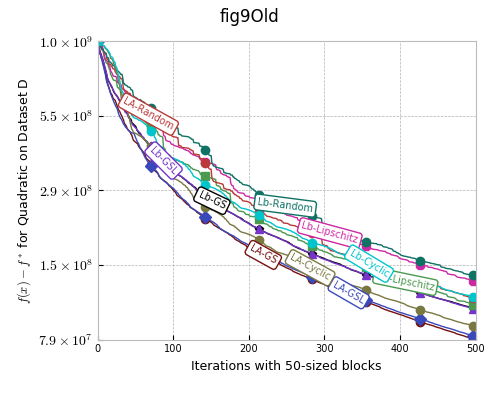 fig9Old
1.0 × 10⁹
5.5 × 10⁸
2.9 × 10⁸
1.5 × 10⁸
7.9 × 10⁷
f(x) − f* for Quadratic on Dataset D
LA-Random
Lb-GSL
Lb-GS
Lb-Random
Lb-Lipschitz
LA-GS
LA-Cyclic
Lb-Cyclic
Lipschitz
LA-GSL
0 100 200 300 400 500
Iterations with 50-sized blocks